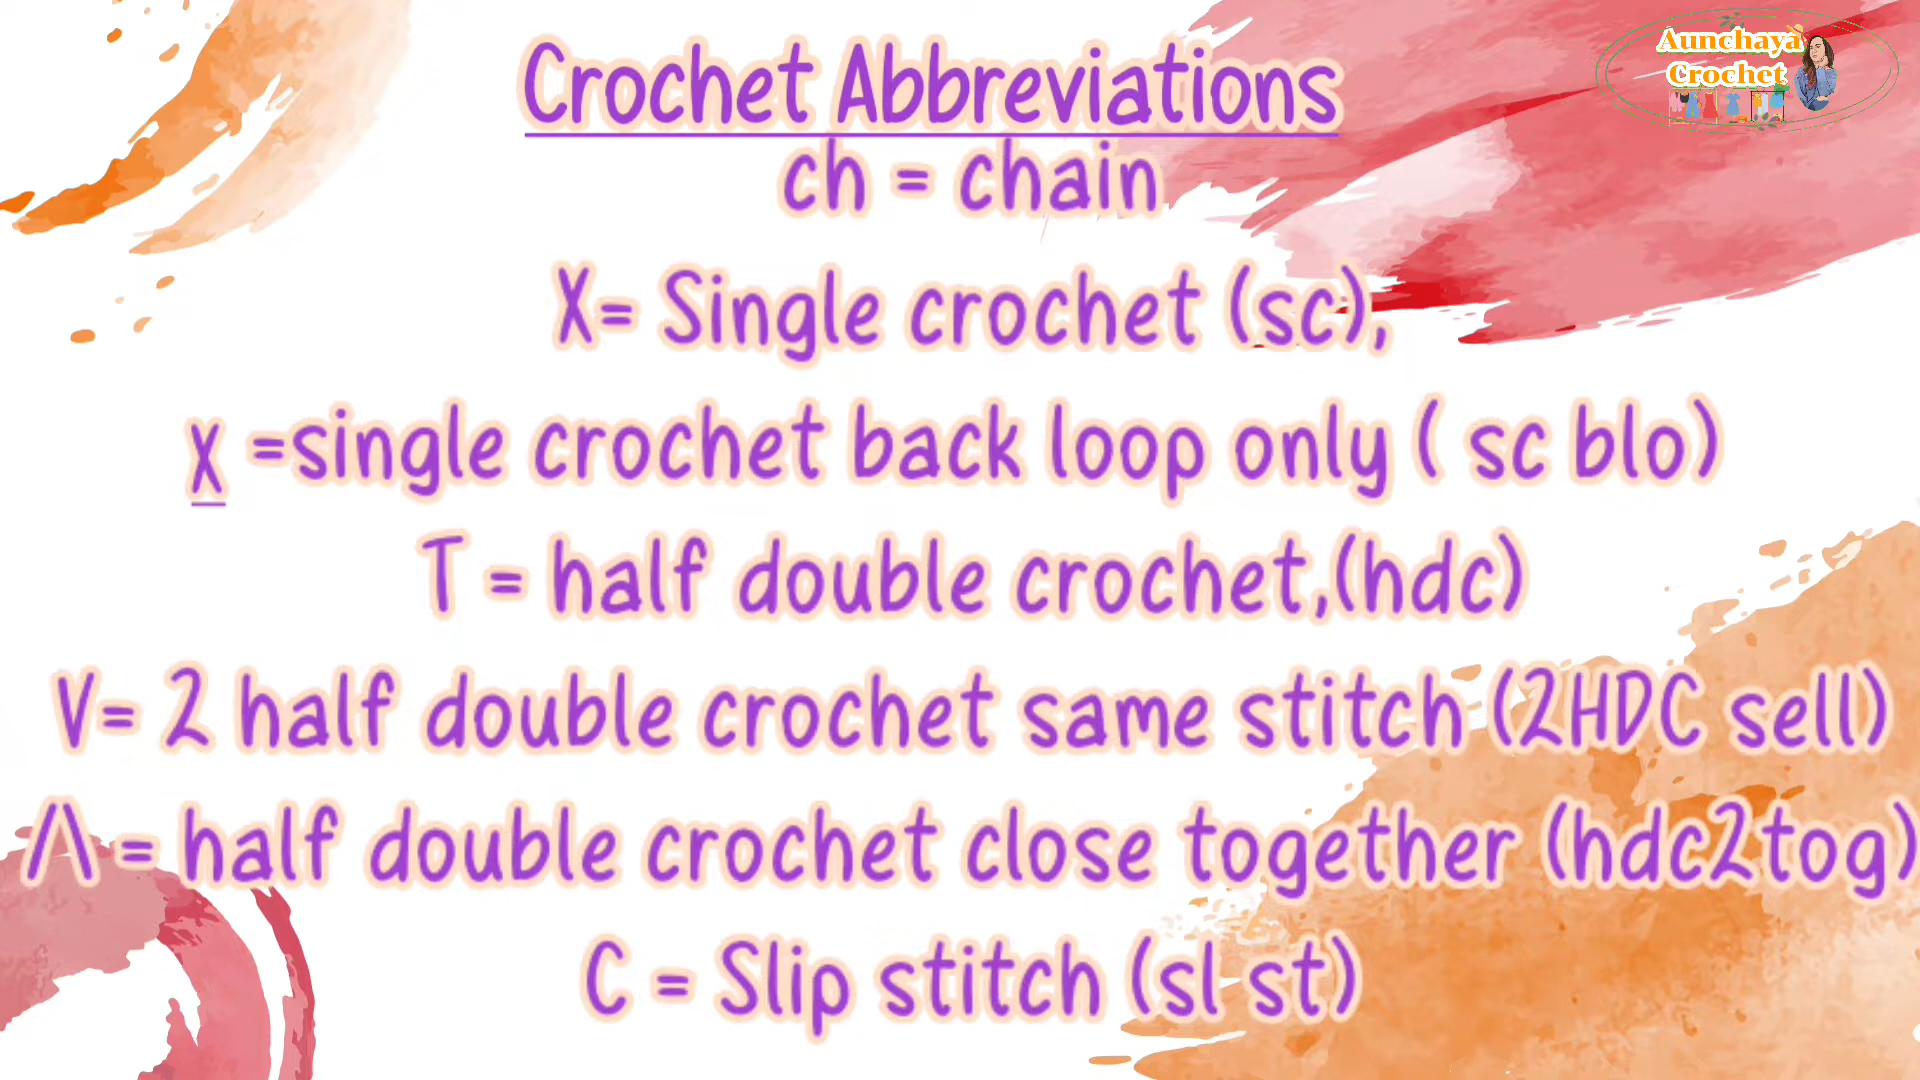 Aunchaya
Crochet
Crochet Abbreviations
ch = chain
X= Single crochet (sc),
x =single crochet back loop only ( sc blo)
T = half double crochet,(hdc)
V= 2 half double crochet same stitch (2HDC sell)
/\ = half double crochet close together (hdc2tog)
C = Slip stitch (sl st)